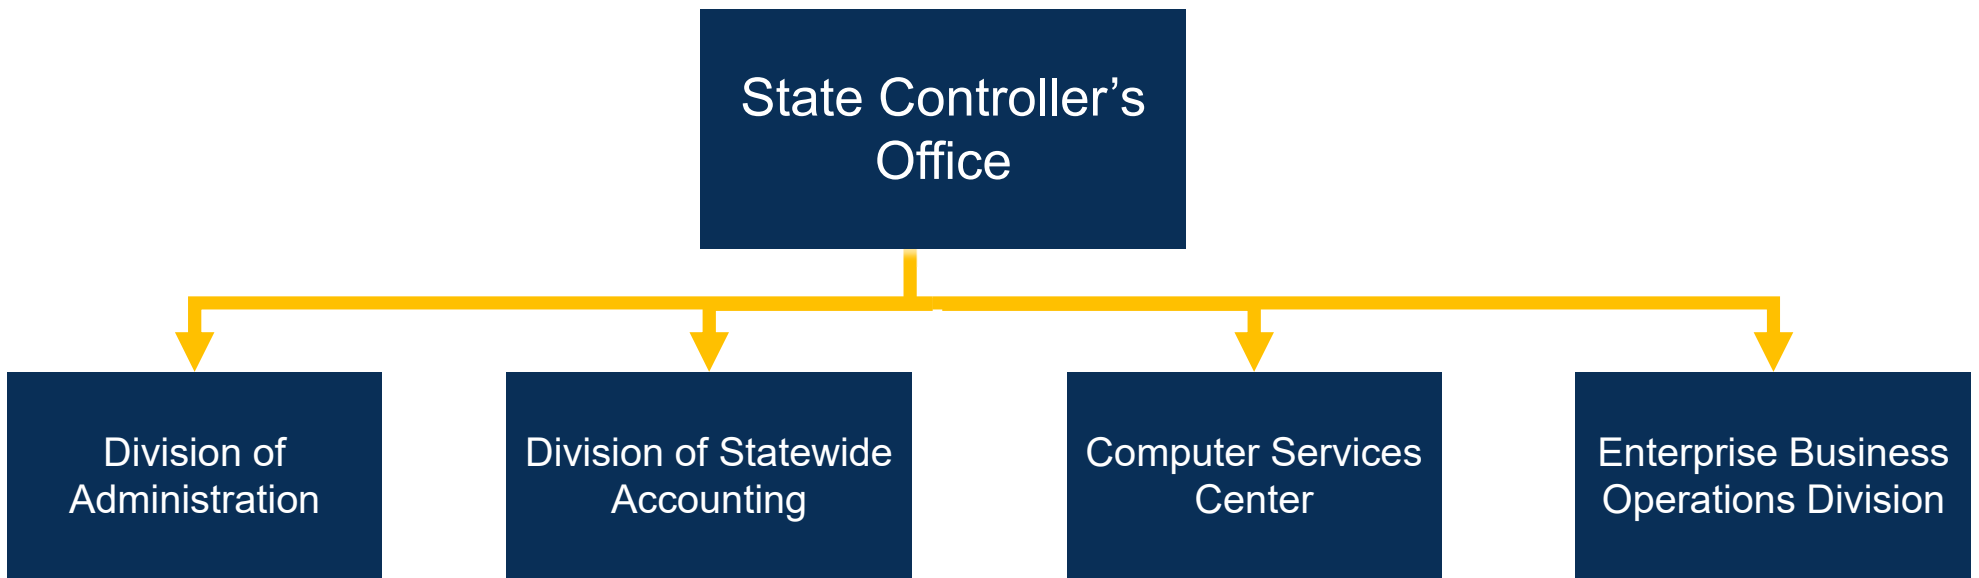 State Controller’s
Office
Division of
Administration
Division of Statewide
Accounting
Computer Services
Center
Enterprise Business
Operations Division